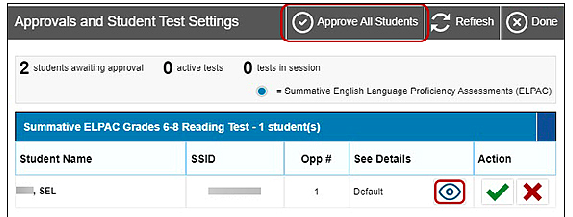 Approvals and Student Test Settings Approve All Students Refresh Done
2 students awaiting approval 0 active tests 0 tests in session
= Summative English Language Proficiency Assessments (ELPAC)
Summative ELPAC Grades 6-8 Reading Test - 1 student(s)
Student Name SSID Opp # See Details Action
, SEL 1 Default